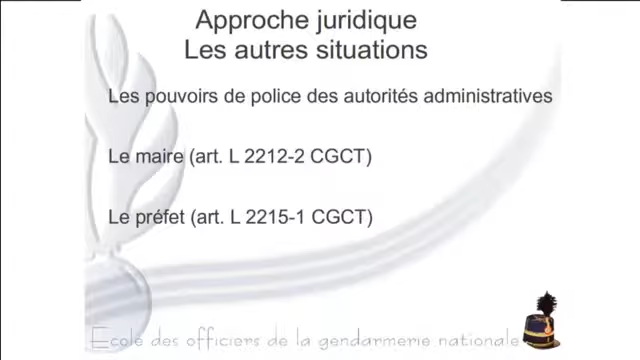 Approche juridique
Les autres situations
Les pouvoirs de police des autorités administratives
Le maire (art. L 2212-2 CGCT)
Le préfet (art. L 2215-1 CGCT)
Ecole des officiers de la gendarmerie nationale